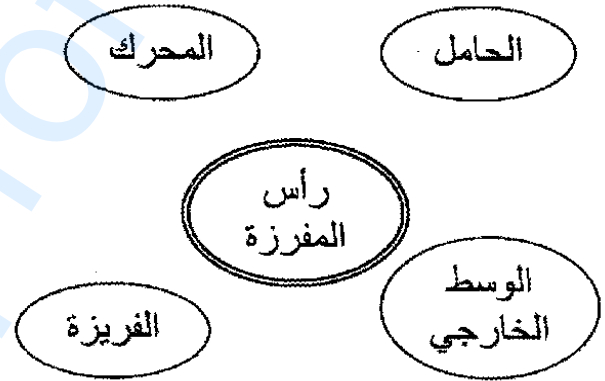 الحامل
المحرك
رأس
المفرزة
الوسط
الخارجي
الفريزة